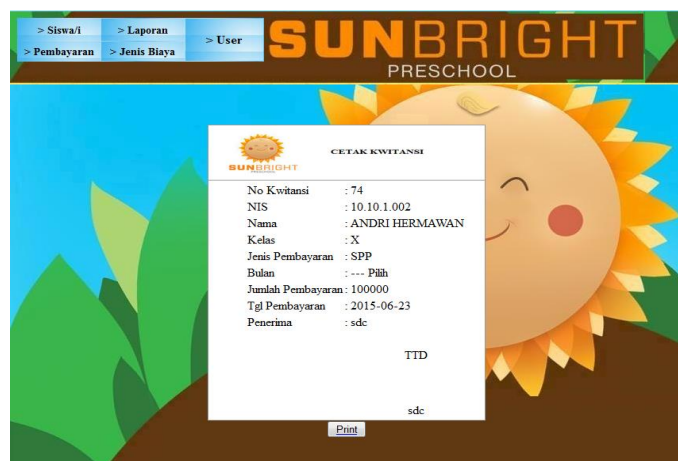 > Siswa/i > Laporan
> User
> Pembayaran > Jenis Biaya
SUNBRIGHT
PRESCHOOL
SUNBRIGHT
PRESCHOOL
CETAK KWITANSI
No Kwitansi : 74
NIS : 10.10.1.002
Nama : ANDRI HERMAWAN
Kelas : X
Jenis Pembayaran : SPP
Bulan : --- Pilih
Jumlah Pembayaran : 100000
Tgl Pembayaran : 2015-06-23
Penerima : sdc
TTD
sdc
Print